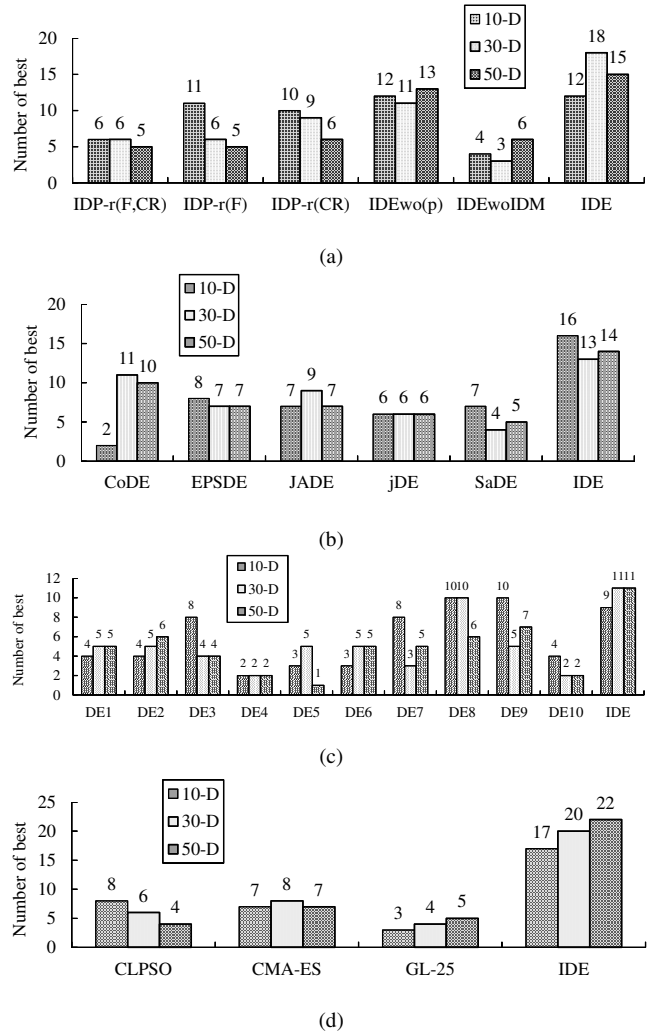 20
15
10
5
0
Number of best
10-D
30-D
50-D
6 6 5
11 6 5
10 9 6
12 11 13
4 3 6
12 18 15
IDP-r(F,CR) IDP-r(F) IDP-r(CR) IDEwo(p) IDEwoIDM IDE
(a)
20
15
10
5
0
Number of best
10-D
30-D
50-D
2 11 10
8 7 7
7 9 7
6 6 6
7 4 5
16 13 14
CoDE EPSDE JADE jDE SaDE IDE
(b)
12
10
8
6
4
2
0
Number of best
10-D
30-D
50-D
4 5 5
4 5 6
8 4 4
2 2 2
3 5 1
3 5 5
8 3 5
10 10 6
10 5 7
4 2 2
9 11 11
DE1 DE2 DE3 DE4 DE5 DE6 DE7 DE8 DE9 DE10 IDE
(c)
25
20
15
10
5
0
Number of best
10-D
30-D
50-D
8 6 4
7 8 7
3 4 5
17 20 22
CLPSO CMA-ES GL-25 IDE
(d)